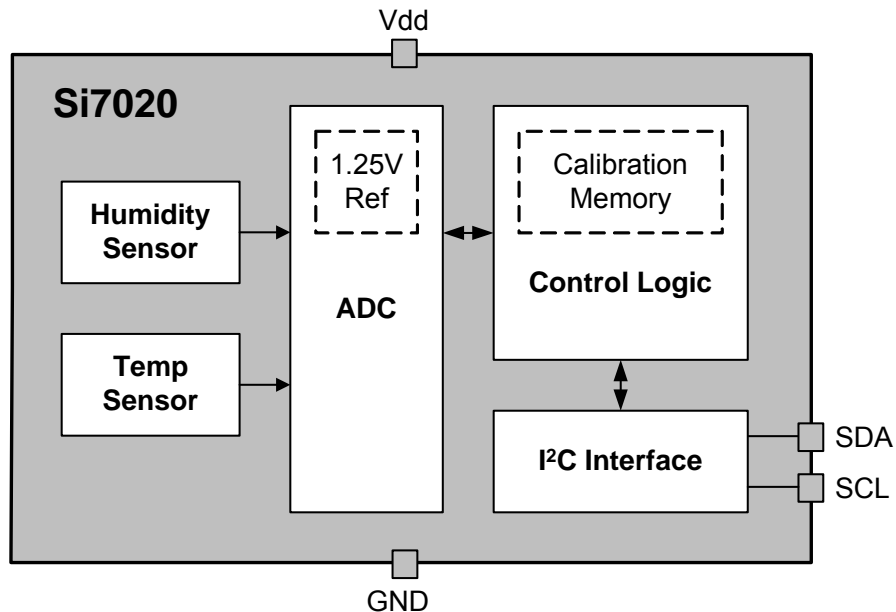 Vdd
Si7020
1.25V
Ref
Calibration
Memory
Humidity
Sensor
ADC
Control Logic
Temp
Sensor
I²C Interface
SDA
SCL
GND